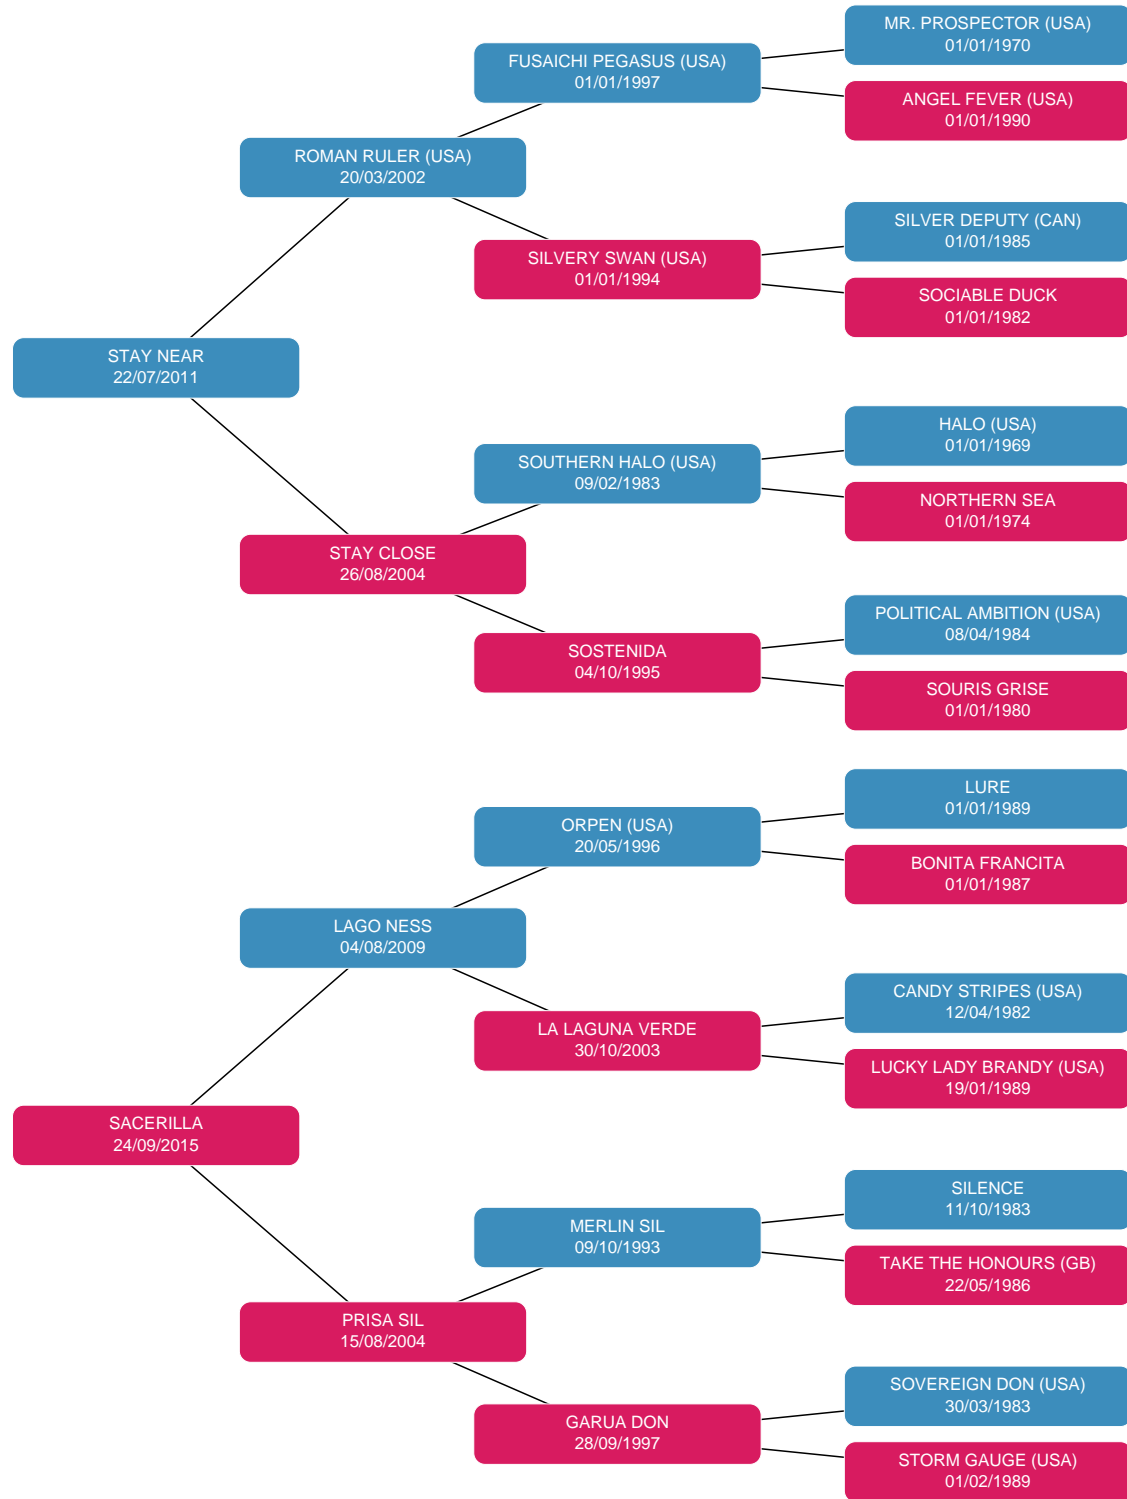 MR. PROSPECTOR (USA)
01/01/1970
FUSAICHI PEGASUS (USA)
01/01/1997
ANGEL FEVER (USA)
01/01/1990
ROMAN RULER (USA)
20/03/2002
SILVER DEPUTY (CAN)
01/01/1985
SILVERY SWAN (USA)
01/01/1994
SOCIABLE DUCK
01/01/1982
STAY NEAR
22/07/2011
HALO (USA)
01/01/1969
SOUTHERN HALO (USA)
09/02/1983
NORTHERN SEA
01/01/1974
STAY CLOSE
26/08/2004
POLITICAL AMBITION (USA)
08/04/1984
SOSTENIDA
04/10/1995
SOURIS GRISE
01/01/1980
LURE
01/01/1989
ORPEN (USA)
20/05/1996
BONITA FRANCITA
01/01/1987
LAGO NESS
04/08/2009
CANDY STRIPES (USA)
12/04/1982
LA LAGUNA VERDE
30/10/2003
LUCKY LADY BRANDY (USA)
19/01/1989
SACERILLA
24/09/2015
SILENCE
11/10/1983
MERLIN SIL
09/10/1993
TAKE THE HONOURS (GB)
22/05/1986
PRISA SIL
15/08/2004
SOVEREIGN DON (USA)
30/03/1983
GARUA DON
28/09/1997
STORM GAUGE (USA)
01/02/1989